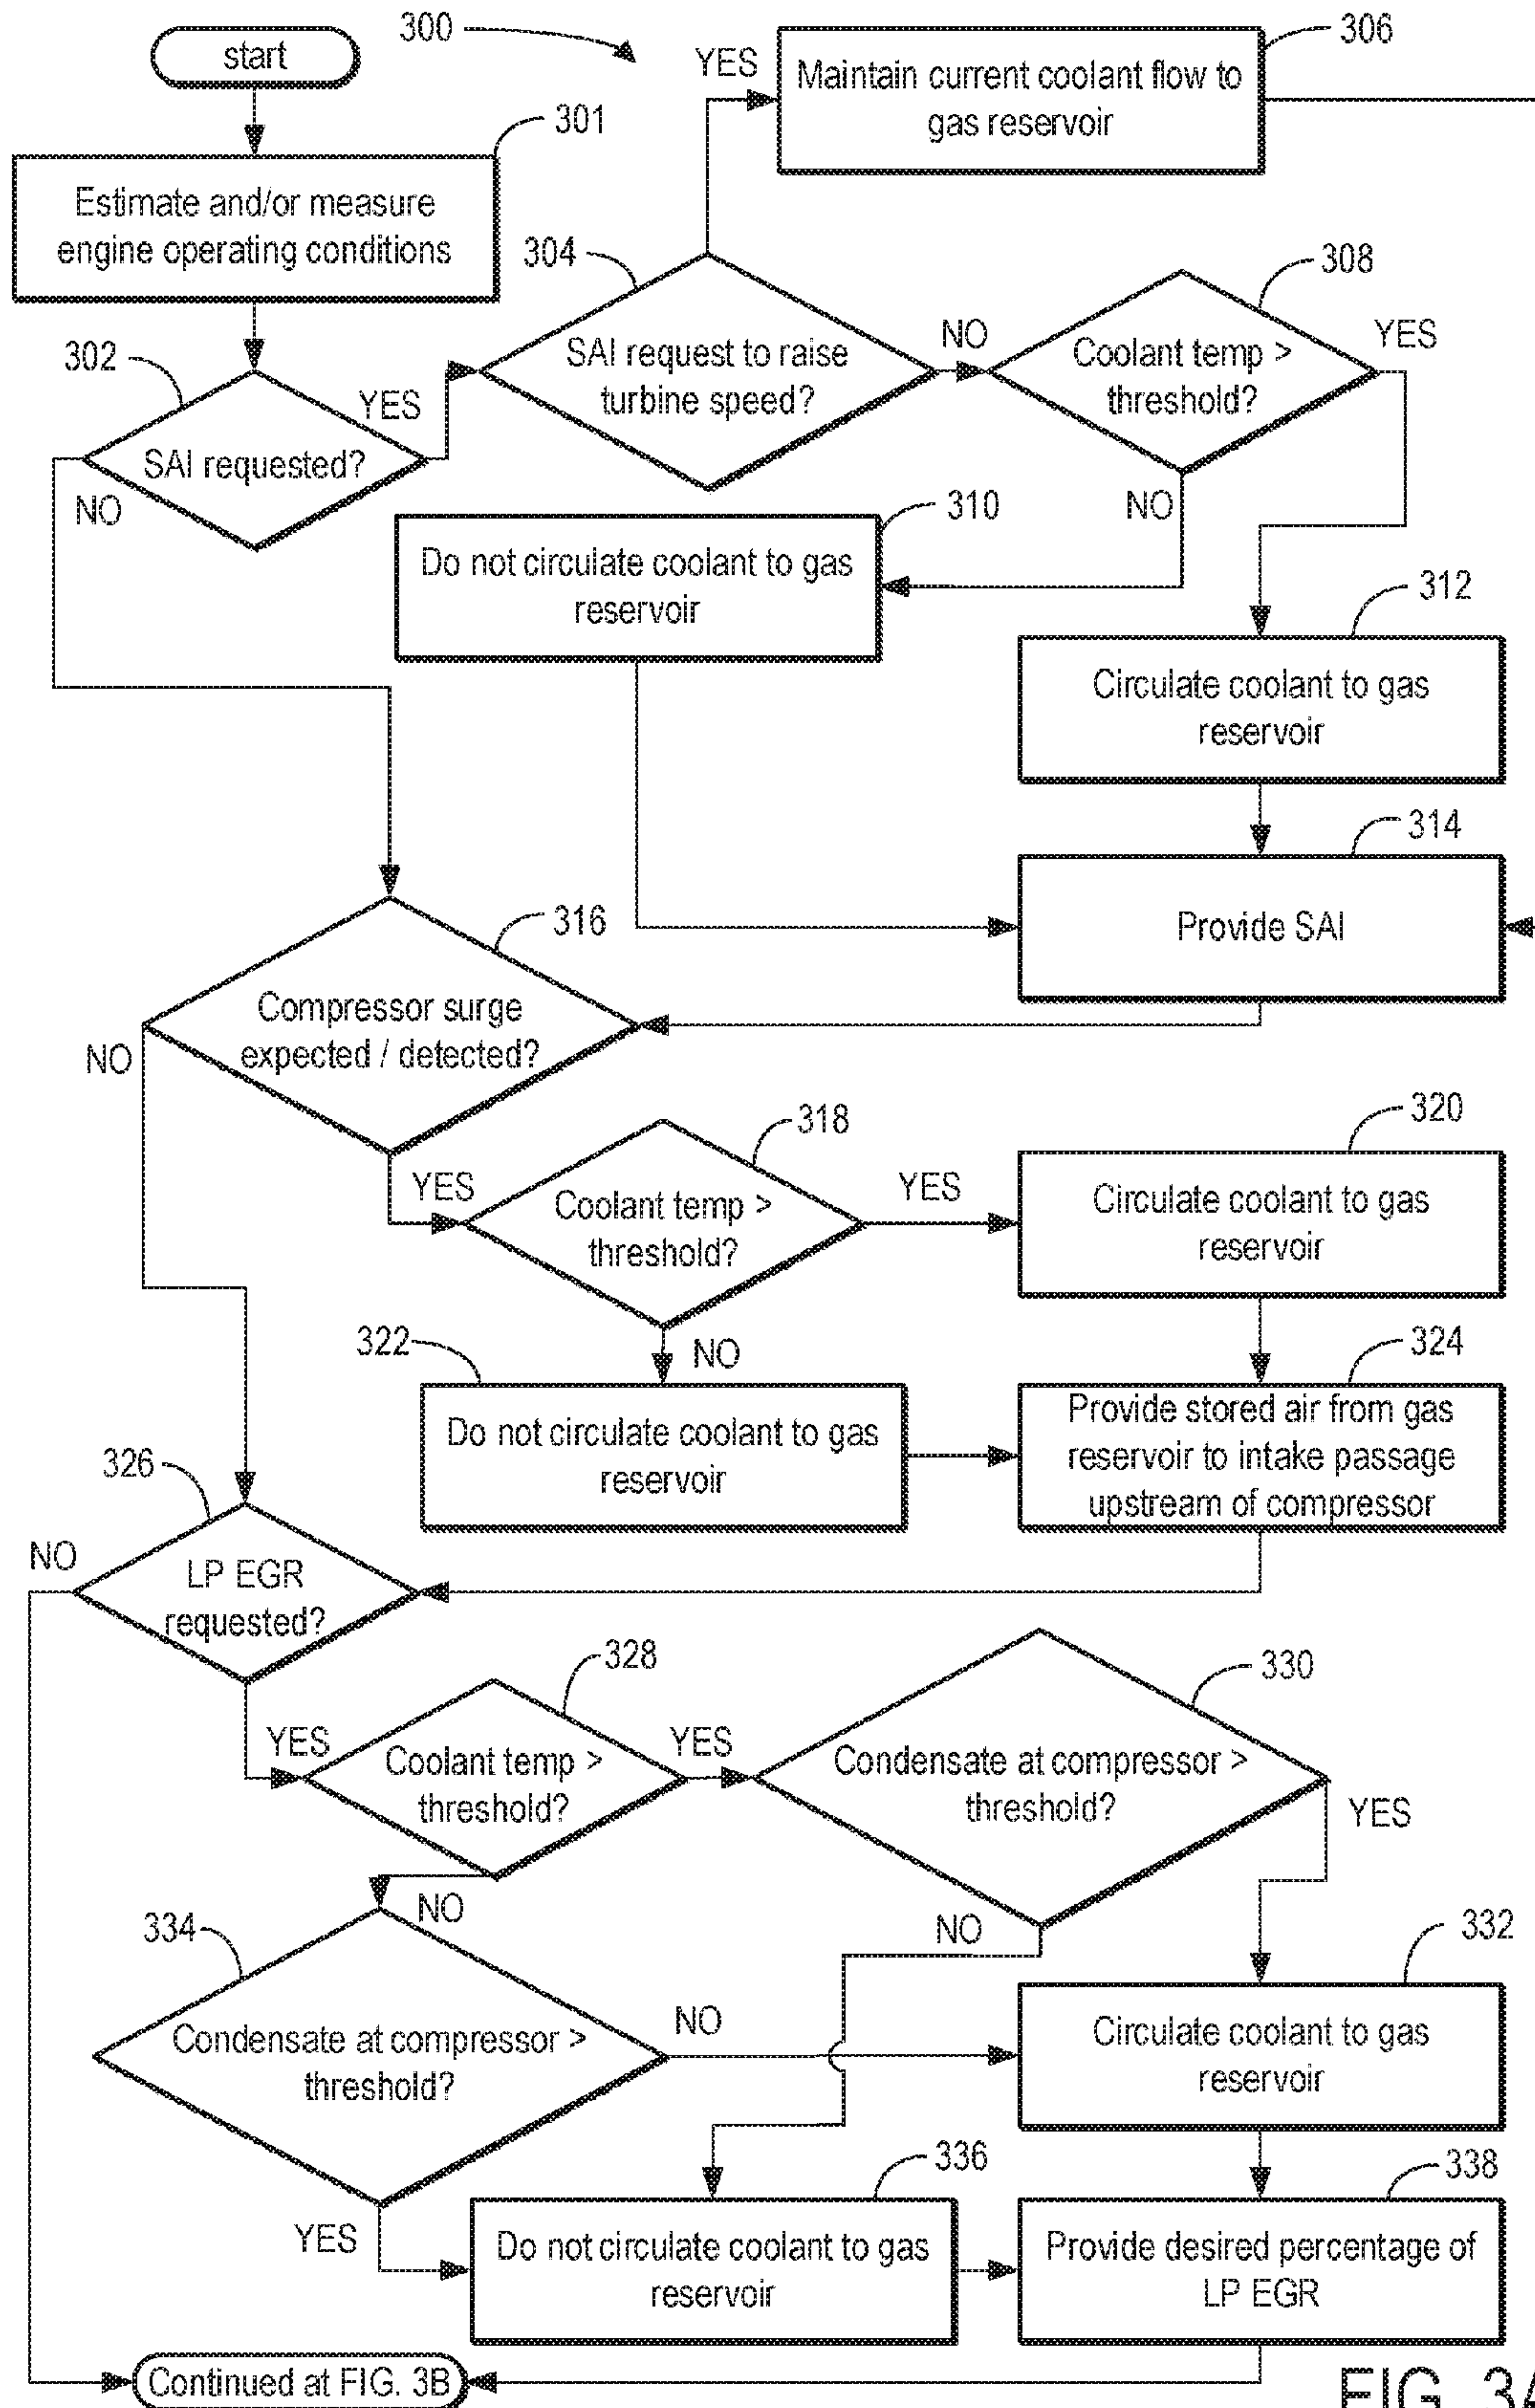 300
306
start
YES
Maintain current coolant flow to
gas reservoir
301
Estimate and/or measure
engine operating conditions
304
308
SAI request to raise
turbine speed?
NO
Coolant temp >
threshold?
YES
302
YES
SAI requested?
NO
NO
310
Do not circulate coolant to gas
reservoir
312
Circulate coolant to gas
reservoir
314
Provide SAI
316
Compressor surge
expected / detected?
NO
318
320
YES
Coolant temp >
threshold?
YES
Circulate coolant to gas
reservoir
322
NO
324
Do not circulate coolant to gas
reservoir
Provide stored air from gas
reservoir to intake passage
upstream of compressor
326
NO
LP EGR
requested?
328
330
YES
Coolant temp >
threshold?
YES
Condensate at compressor >
threshold?
YES
NO
334
NO
332
Condensate at compressor >
threshold?
NO
Circulate coolant to gas
reservoir
336
338
YES
Do not circulate coolant to gas
reservoir
Provide desired percentage of
LP EGR
Continued at FIG. 3B
FIG. 3A